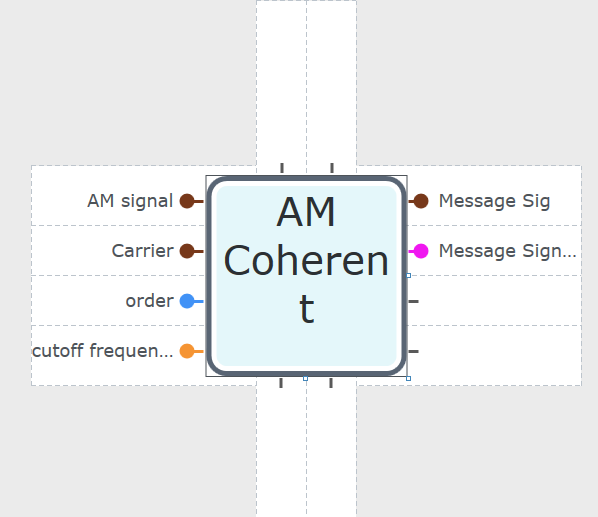 AM signal
Carrier
order
cutoff frequen...
AM
Coheren
t
Message Sig
Message Sign...